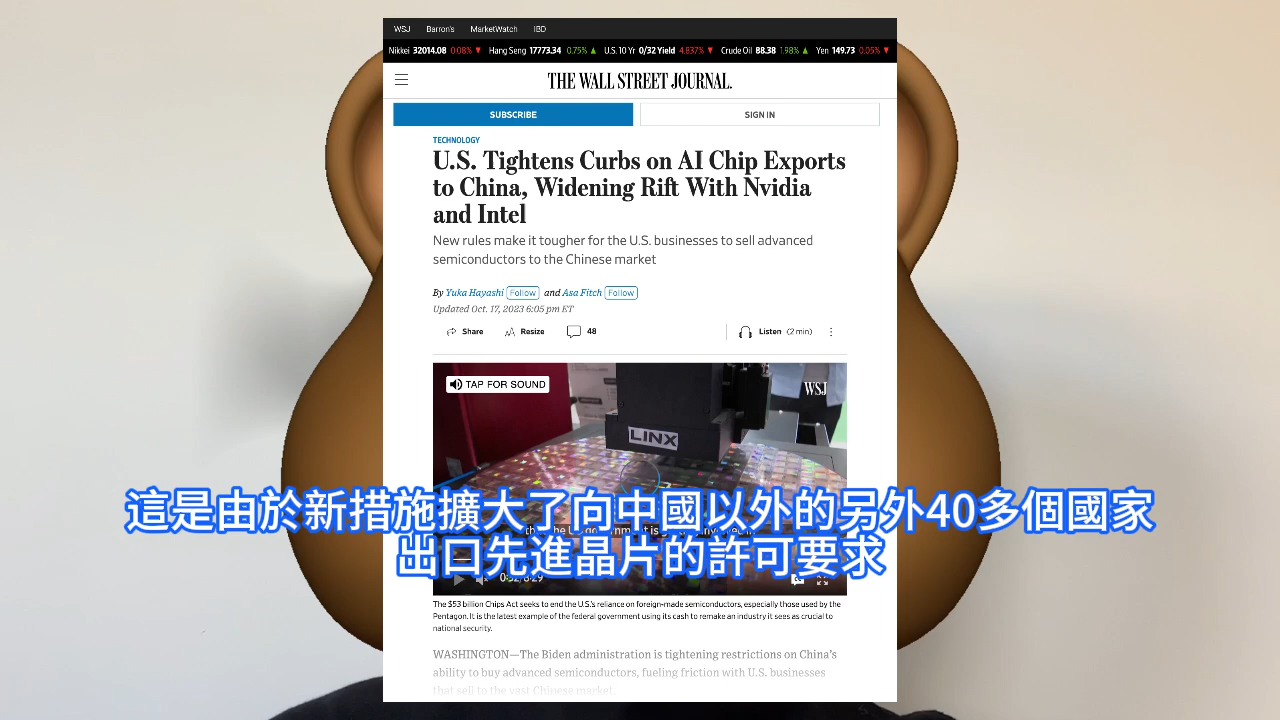 WSJ Barron's MarketWatch IBD
Nikkei 32014.08 0.08% ▼ Hang Seng 17773.34 0.75% ▲ U.S. 10 Yr 0/32 Yield 4.837% ▼ Crude Oil 88.38 1.98% ▲ Yen 149.73 0.05% ▼
THE WALL STREET JOURNAL.
SUBSCRIBE SIGN IN
TECHNOLOGY
U.S. Tightens Curbs on AI Chip Exports
to China, Widening Rift With Nvidia
and Intel
New rules make it tougher for the U.S. businesses to sell advanced
semiconductors to the Chinese market
By Yuka Hayashi Follow and Asa Fitch Follow
Updated Oct. 17, 2023 6:05 pm ET
Share Resize 48 Listen (2 min)
TAP FOR SOUND
WSJ
LINX
這是由於新措施擴大了向中國以外的另外40多個國家
出口先進晶片的許可要求
The $53 billion Chips Act seeks to end the U.S.'s reliance on foreign-made semiconductors, especially those used by the
Pentagon. It is the latest example of the federal government using its cash to remake an industry it sees as crucial to
national security.
WASHINGTON—The Biden administration is tightening restrictions on China's
ability to buy advanced semiconductors, fueling friction with U.S. businesses
that sell to the vast Chinese market.